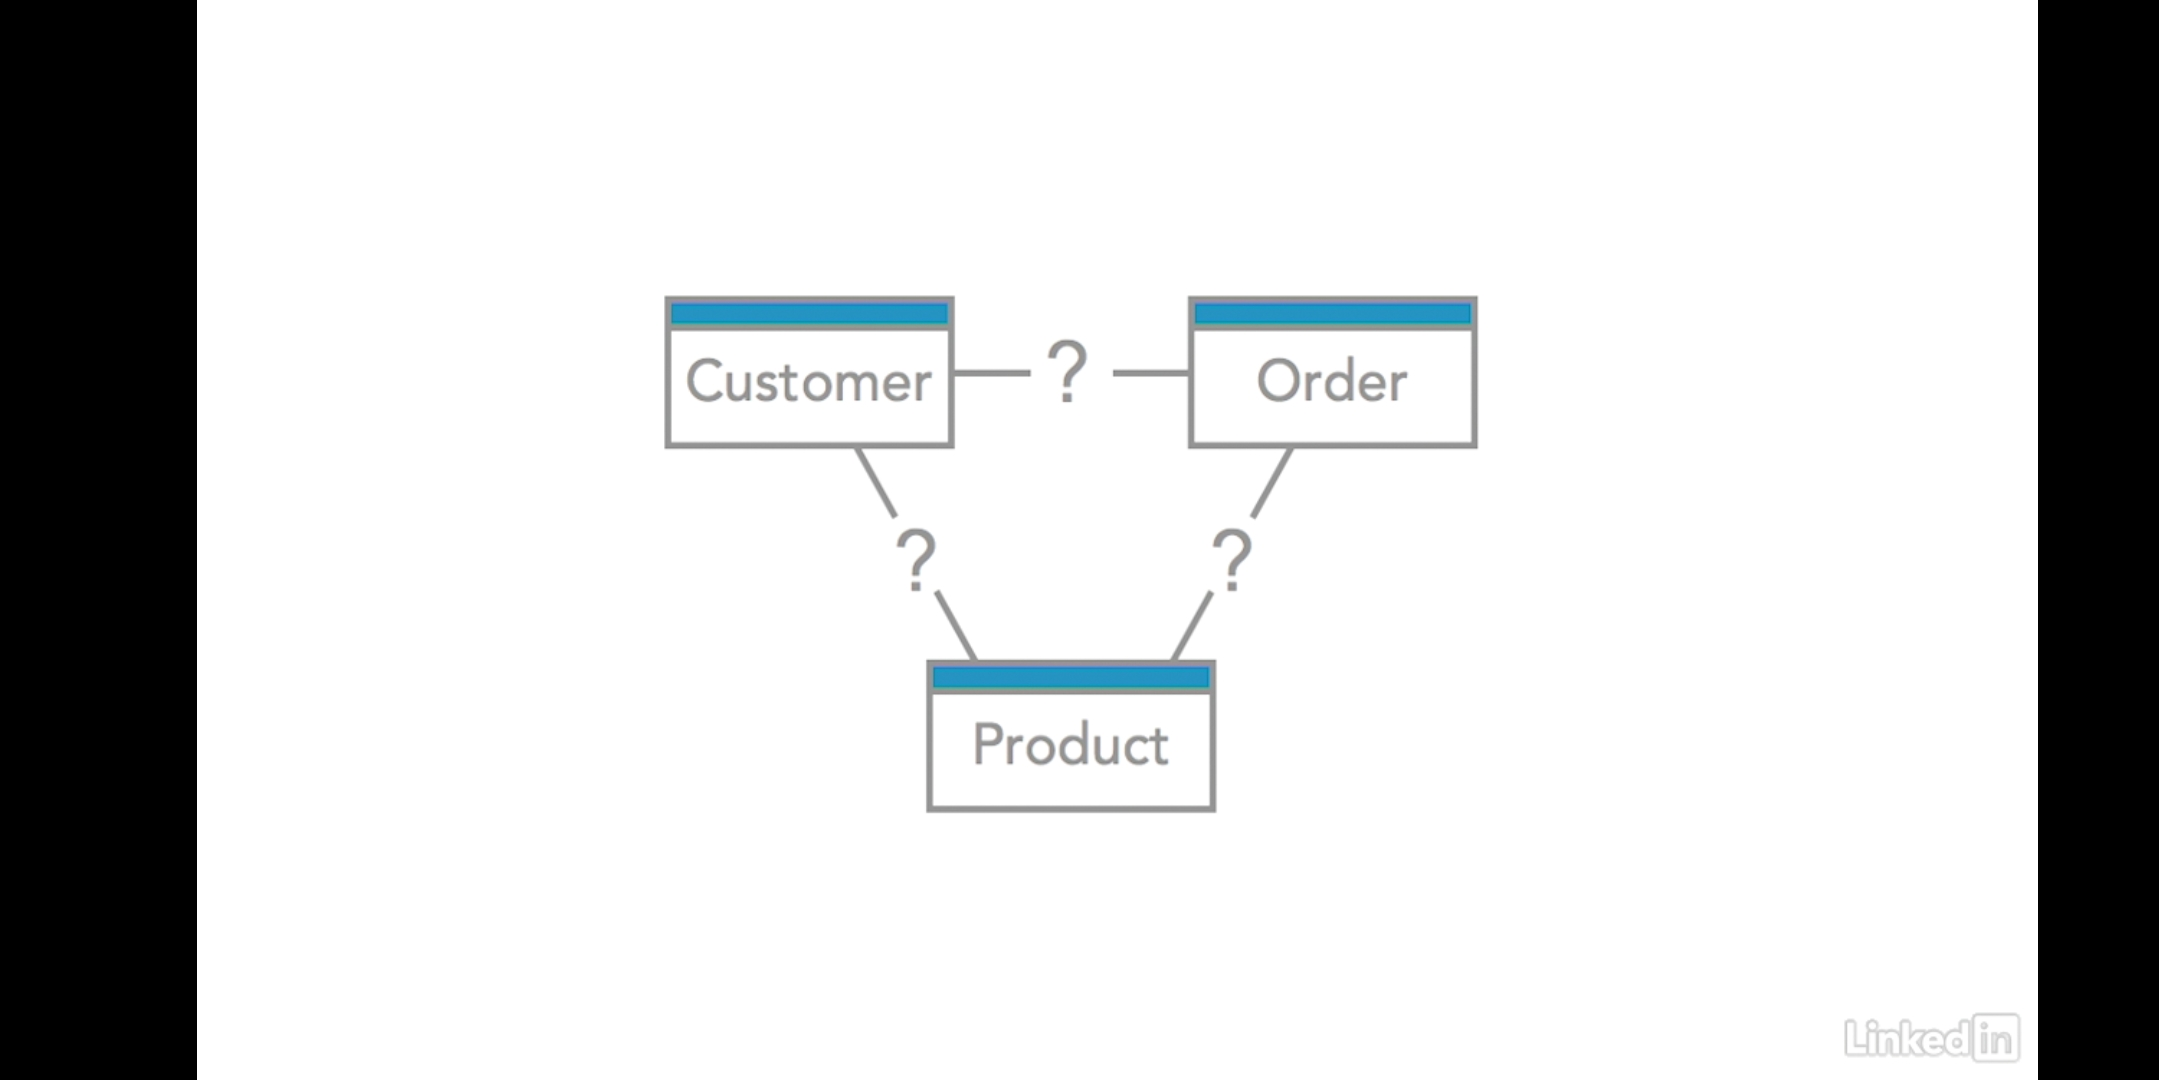 Customer
?
Order
?
?
Product
LinkedIn